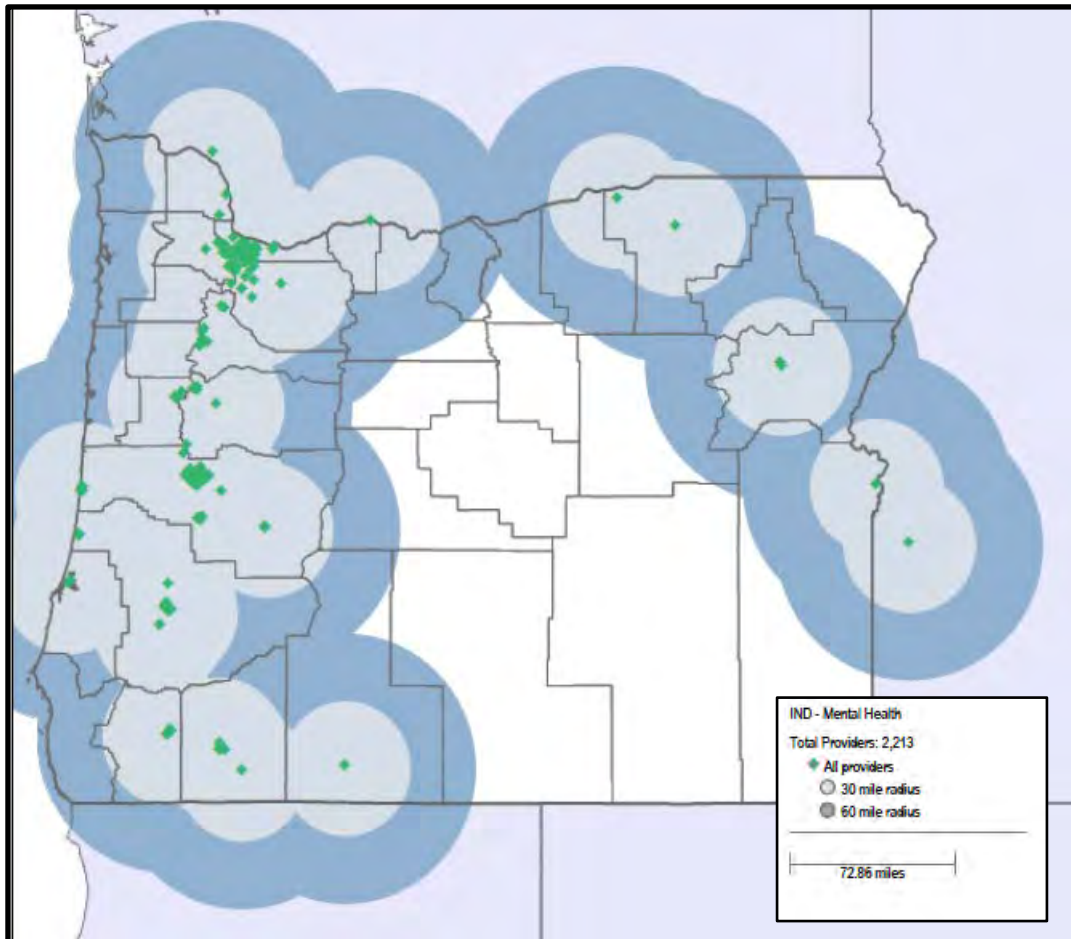 IND - Mental Health
Total Providers: 2,213
All providers
30 mile radius
60 mile radius
72.86 miles